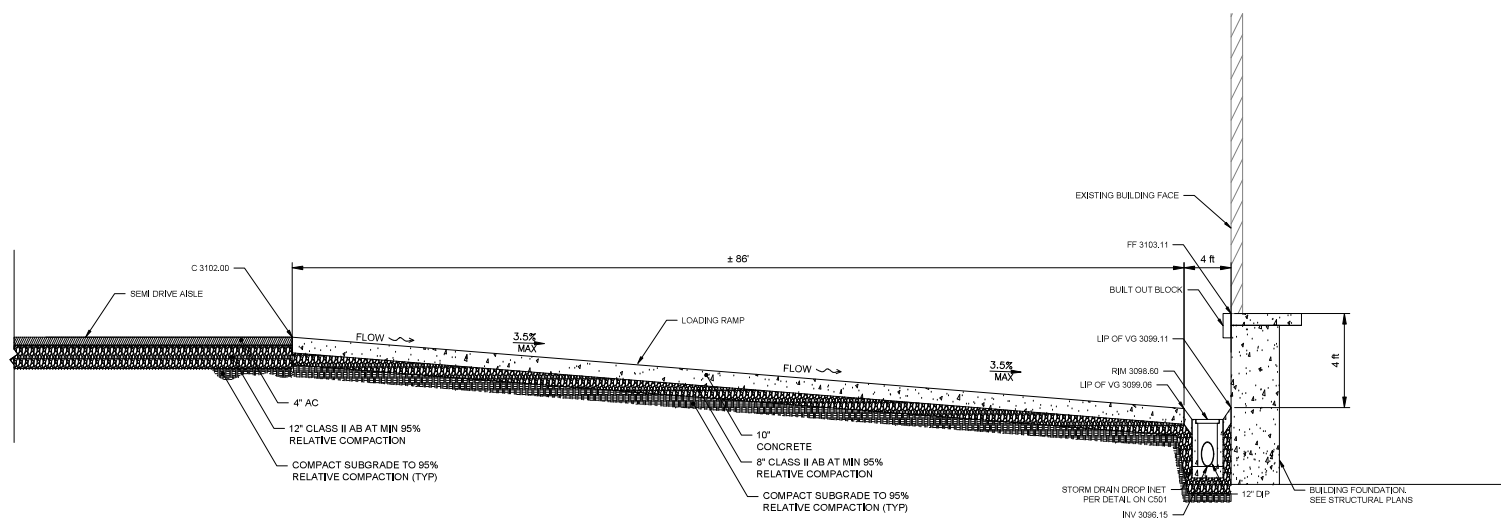 EXISTING BUILDING FACE
FF 3103.11
± 86'
4 ft
C 3102.00
SEMI DRIVE AISLE
BUILT OUT BLOCK
LOADING RAMP
FLOW
3.5%
MAX
LIP OF VG 3099.11
4 ft
FLOW
3.5%
MAX
RIM 3098.60
LIP OF VG 3099.06
4" AC
12" CLASS II AB AT MIN 95%
RELATIVE COMPACTION
10"
CONCRETE
8" CLASS II AB AT MIN 95%
RELATIVE COMPACTION
COMPACT SUBGRADE TO 95%
RELATIVE COMPACTION (TYP)
COMPACT SUBGRADE TO 95%
RELATIVE COMPACTION (TYP)
STORM DRAIN DROP INET
PER DETAIL ON C501
12" DIP
INV 3096.15
BUILDING FOUNDATION.
SEE STRUCTURAL PLANS